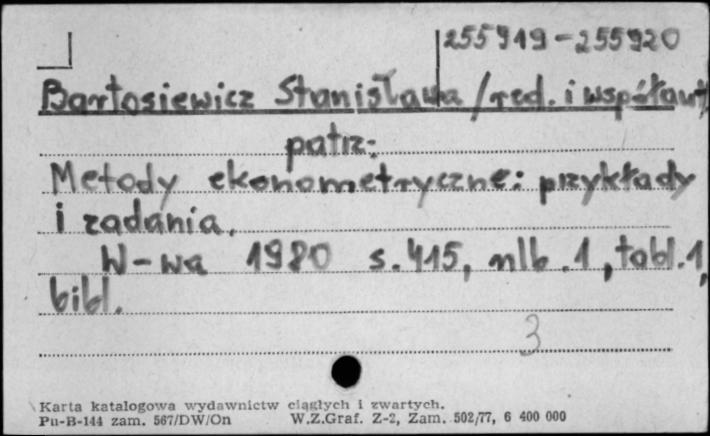 255919-255920
Bartosiewicz Stanisława /red. i współaut/
patrz:
Metody ekonometryczne: przykłady
i zadania.
W-wa 1980 s. 415, nlb. 1, tabl. 1,
bibl.
3
Karta katalogowa wydawnictw ciągłych i zwartych.
Pu-B-144 zam. 567/DW/On W.Z.Graf. Z-2, Zam. 502/77, 6 400 000